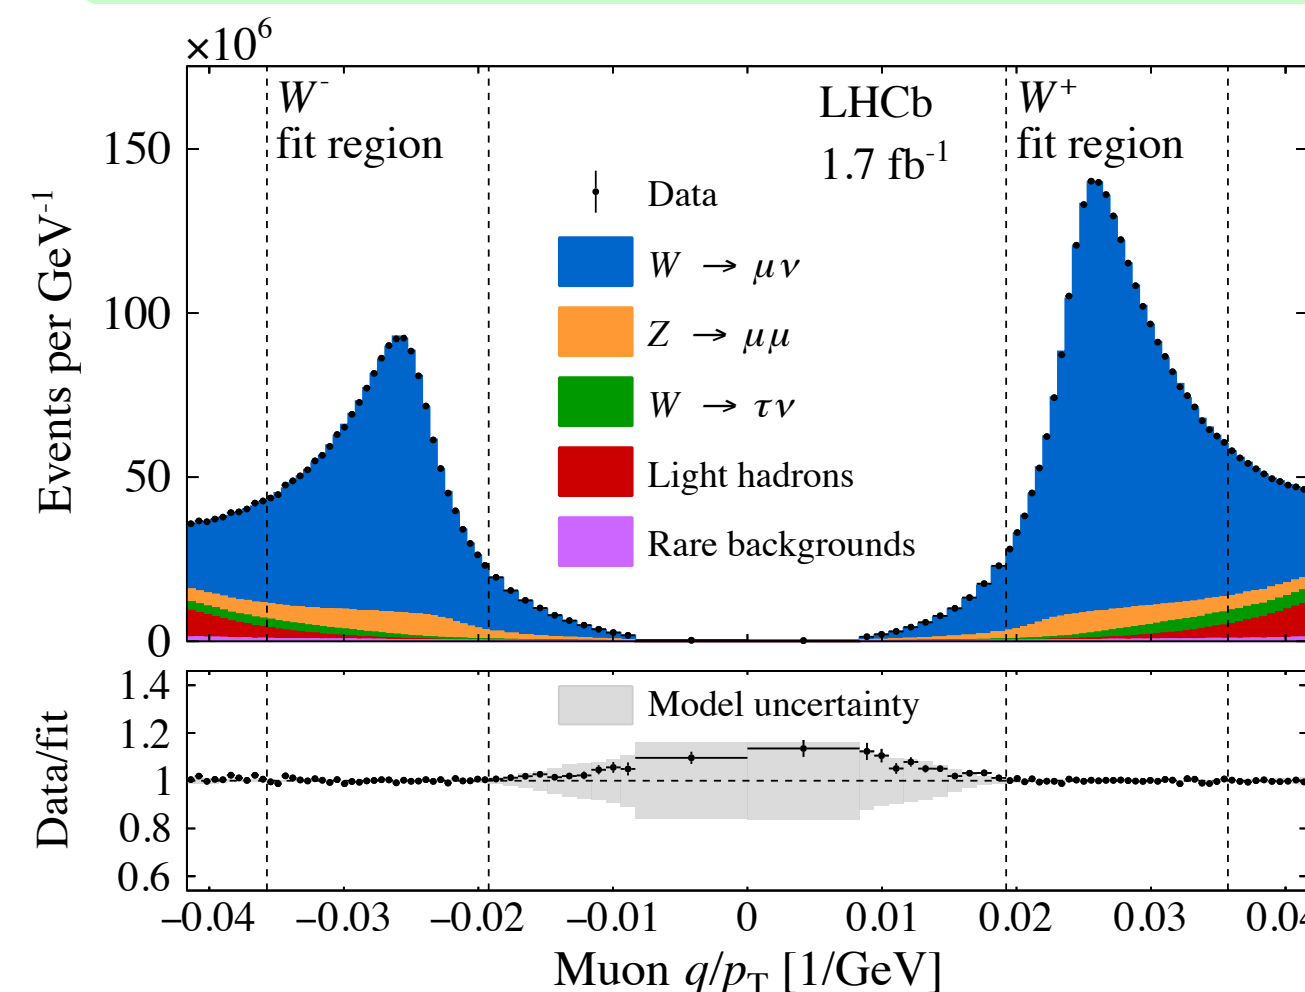 ×10⁶
W⁻
fit region
LHCb
1.7 fb⁻¹
W⁺
fit region
150
100
50
0
Events per GeV⁻¹
Data
W → μν
Z → μμ
W → τν
Light hadrons
Rare backgrounds
1.4
1.2
1
0.8
0.6
Data/fit
Model uncertainty
−0.04 −0.03 −0.02 −0.01 0 0.01 0.02 0.03 0.04
Muon q/p_T [1/GeV]